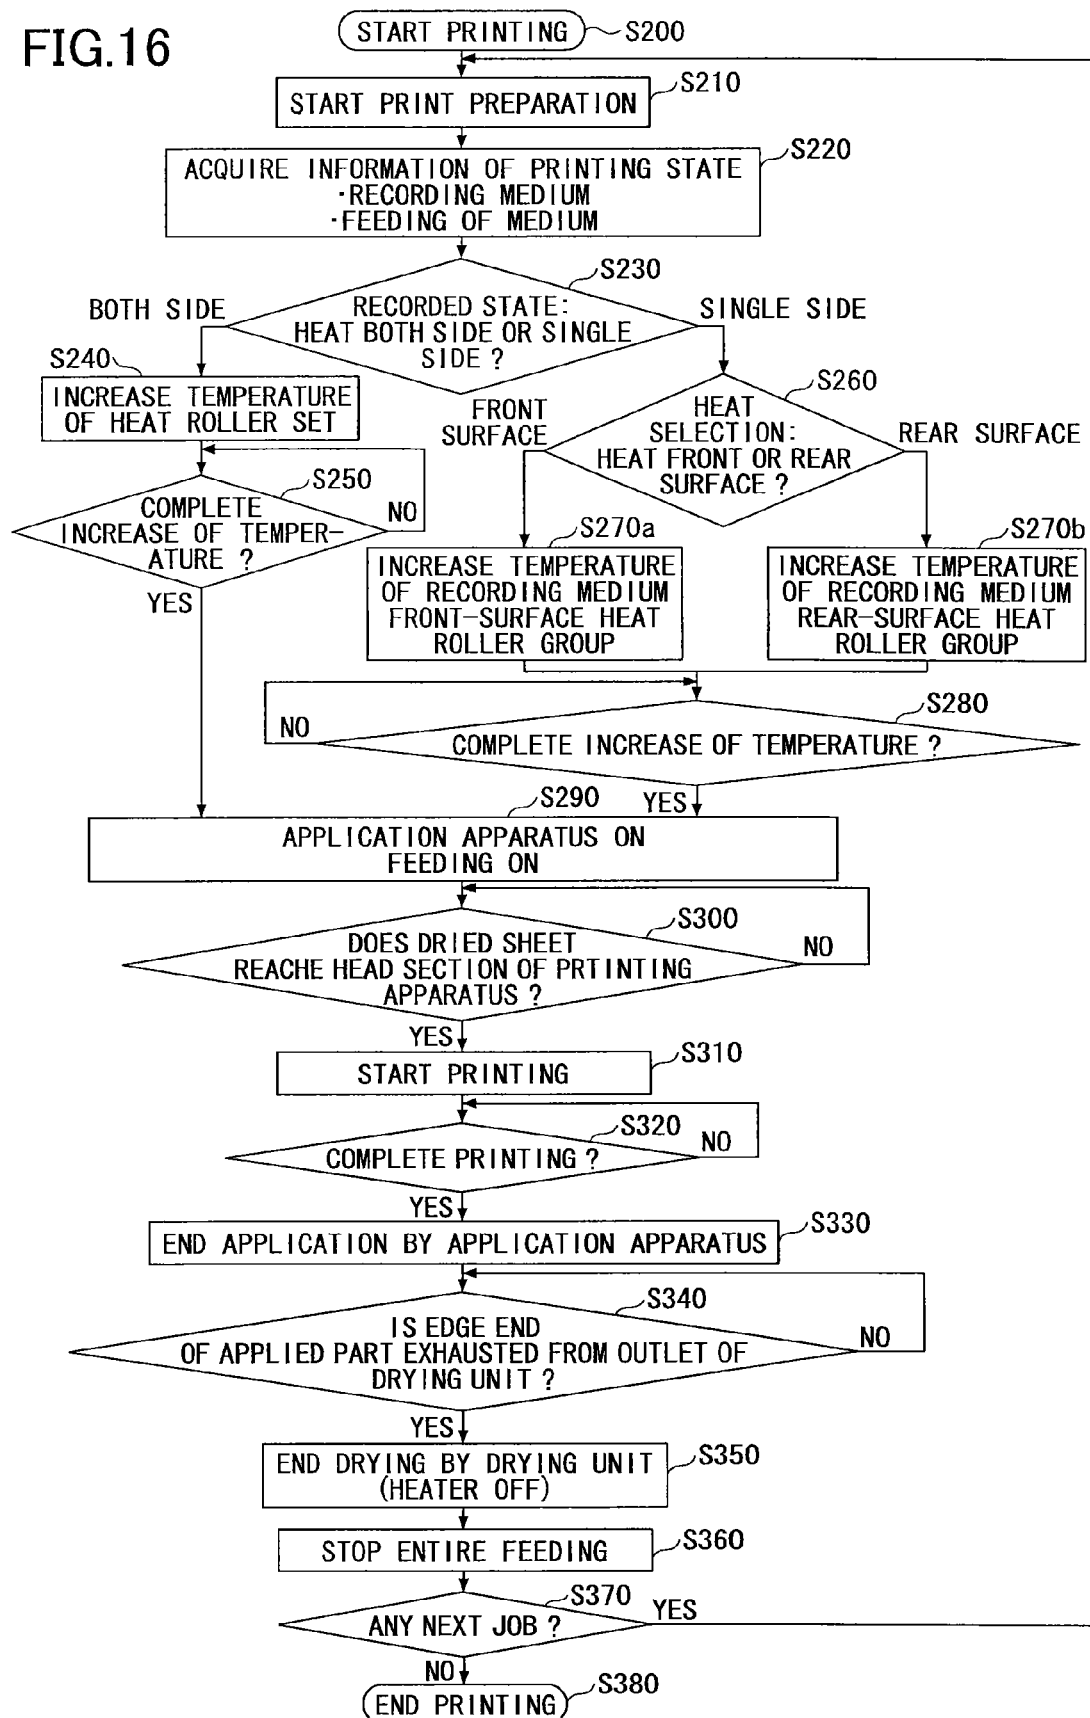 FIG.16
START PRINTING
S200
START PRINT PREPARATION
S210
ACQUIRE INFORMATION OF PRINTING STATE
·RECORDING MEDIUM
·FEEDING OF MEDIUM
S220
S230
RECORDED STATE:
HEAT BOTH SIDE OR SINGLE
SIDE ?
BOTH SIDE
SINGLE SIDE
S240
INCREASE TEMPERATURE
OF HEAT ROLLER SET
S250
COMPLETE
INCREASE OF TEMPER-
ATURE ?
NO
YES
S260
HEAT
SELECTION:
HEAT FRONT OR REAR
SURFACE ?
FRONT
SURFACE
REAR SURFACE
S270a
INCREASE TEMPERATURE
OF RECORDING MEDIUM
FRONT-SURFACE HEAT
ROLLER GROUP
S270b
INCREASE TEMPERATURE
OF RECORDING MEDIUM
REAR-SURFACE HEAT
ROLLER GROUP
S280
NO
COMPLETE INCREASE OF TEMPERATURE ?
YES
S290
APPLICATION APPARATUS ON
FEEDING ON
S300
DOES DRIED SHEET
REACHE HEAD SECTION OF PRTINTING
APPARATUS ?
NO
YES
S310
START PRINTING
S320
COMPLETE PRINTING ?
NO
YES
S330
END APPLICATION BY APPLICATION APPARATUS
S340
IS EDGE END
OF APPLIED PART EXHAUSTED FROM OUTLET OF
DRYING UNIT ?
NO
YES
S350
END DRYING BY DRYING UNIT
(HEATER OFF)
S360
STOP ENTIRE FEEDING
S370
ANY NEXT JOB ?
YES
NO
S380
END PRINTING